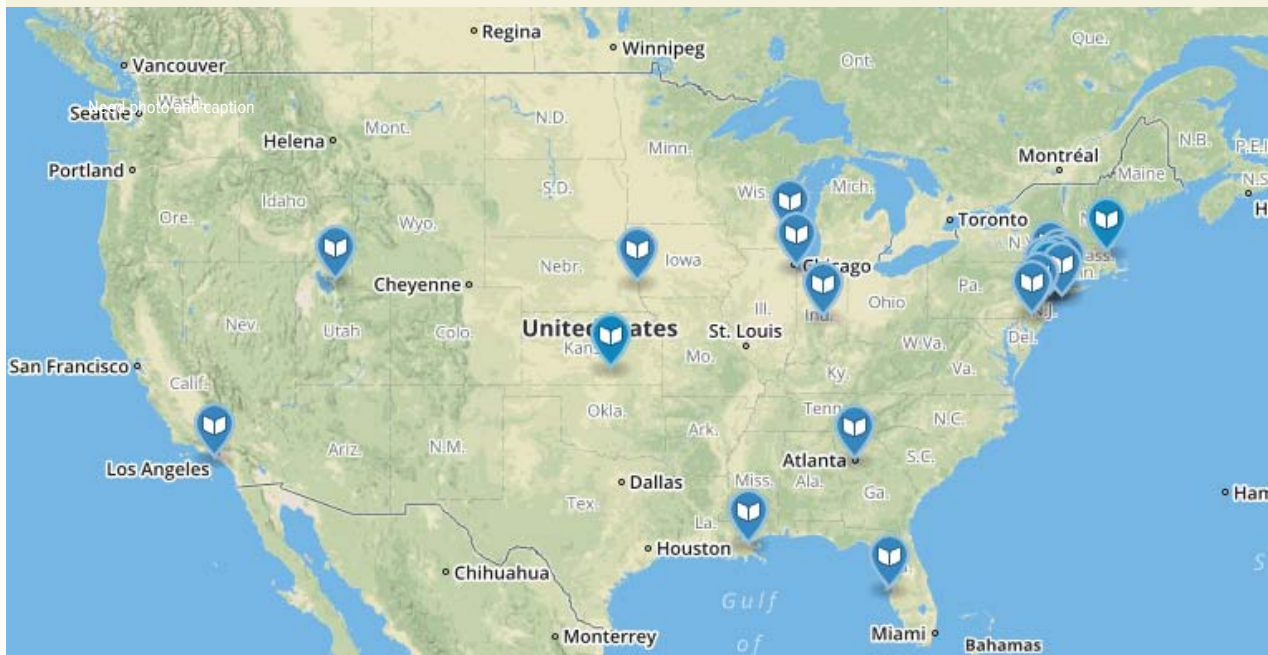 Regina
Winnipeg
Que.
Ont.
Vancouver
Wash.
Need photo and caption
Seattle
N.D.
Mont.
Helena
Minn.
Montréal
N.B.
P.E.I
Portland
Maine
N.S
S.D.
Wis.
Mich.
Idaho
Ore.
Wyo.
Toronto
H
N.Y
Mass.
Iowa
Nebr.
Chicago
Cheyenne
Pa.
Ohio
Ill.
Ind.
N.J.
Nev.
Utah
Colo.
United States
St. Louis
Del.
W.Va.
Kans
Mo.
San Francisco
Ky.
Va.
Calif.
Okla.
Tenn
N.C.
Ark.
Ariz.
N.M.
Los Angeles
Atlanta
S.C.
Dallas
Miss.
Ala.
Ga.
Ham
Tex.
La.
Houston
Chihuahua
S
Gulf
of
Miami
Bahamas
Monterrey